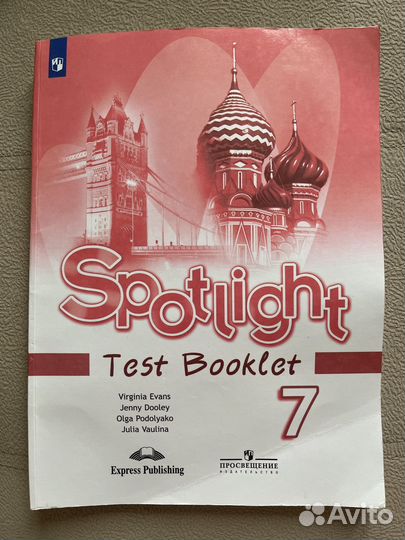 Spotlight
Test Booklet
7
Virginia Evans
Jenny Dooley
Olga Podolyako
Julia Vaulina
Express Publishing
ПРОСВЕЩЕНИЕ
ИЗДАТЕЛЬСТВО
Avito